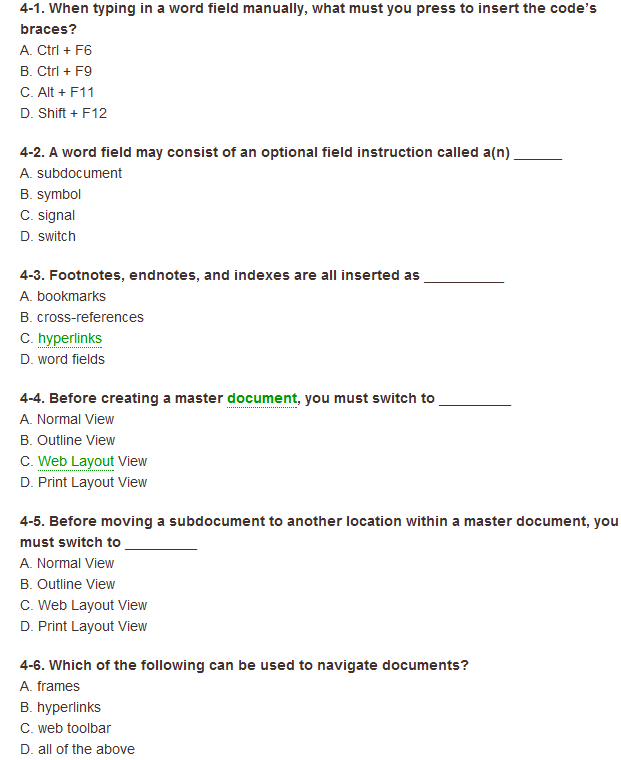 4-1. When typing in a word field manually, what must you press to insert the code's
braces?
A. Ctrl + F6
B. Ctrl + F9
C. Alt + F11
D. Shift + F12
4-2. A word field may consist of an optional field instruction called a(n) ______
A. subdocument
B. symbol
C. signal
D. switch
4-3. Footnotes, endnotes, and indexes are all inserted as __________
A. bookmarks
B. cross-references
C. hyperlinks
D. word fields
4-4. Before creating a master document, you must switch to _________
A. Normal View
B. Outline View
C. Web Layout View
D. Print Layout View
4-5. Before moving a subdocument to another location within a master document, you
must switch to _________
A. Normal View
B. Outline View
C. Web Layout View
D. Print Layout View
4-6. Which of the following can be used to navigate documents?
A. frames
B. hyperlinks
C. web toolbar
D. all of the above